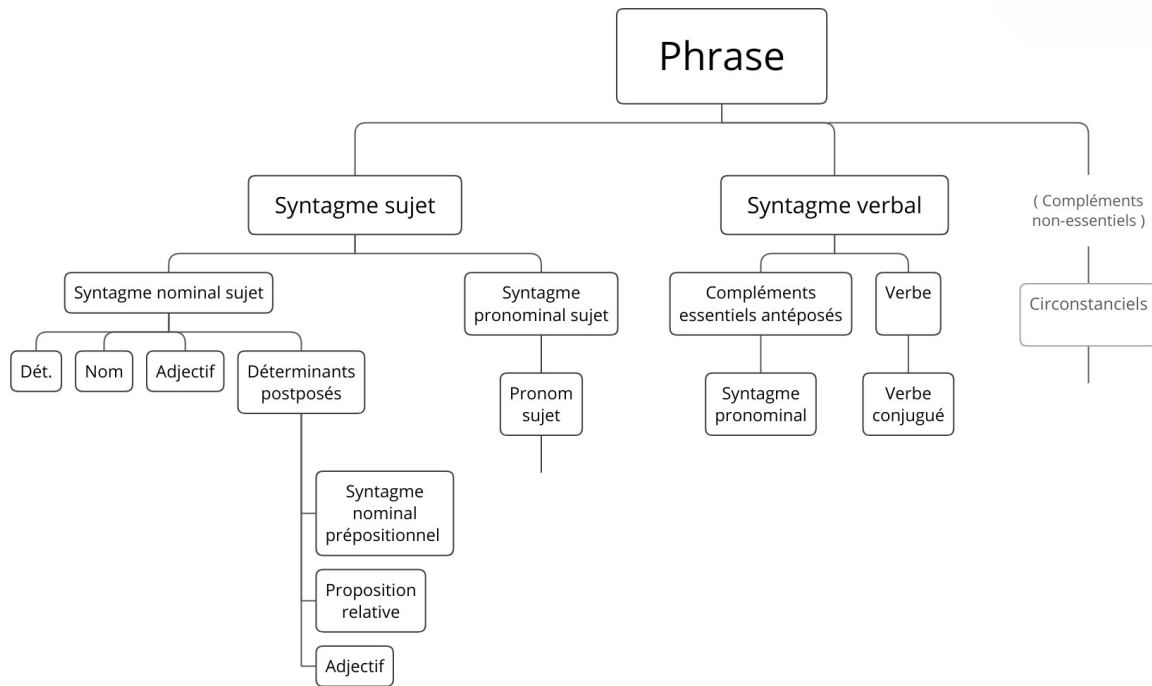 Phrase
Syntagme sujet
Syntagme verbal
( Compléments
non-essentiels )
Syntagme nominal sujet
Syntagme
pronominal sujet
Compléments
essentiels antéposés
Verbe
Circonstanciels
Dét.
Nom
Adjectif
Déterminants
postposés
Pronom
sujet
Syntagme
pronominal
Verbe
conjugué
Syntagme
nominal
prépositionnel
Proposition
relative
Adjectif